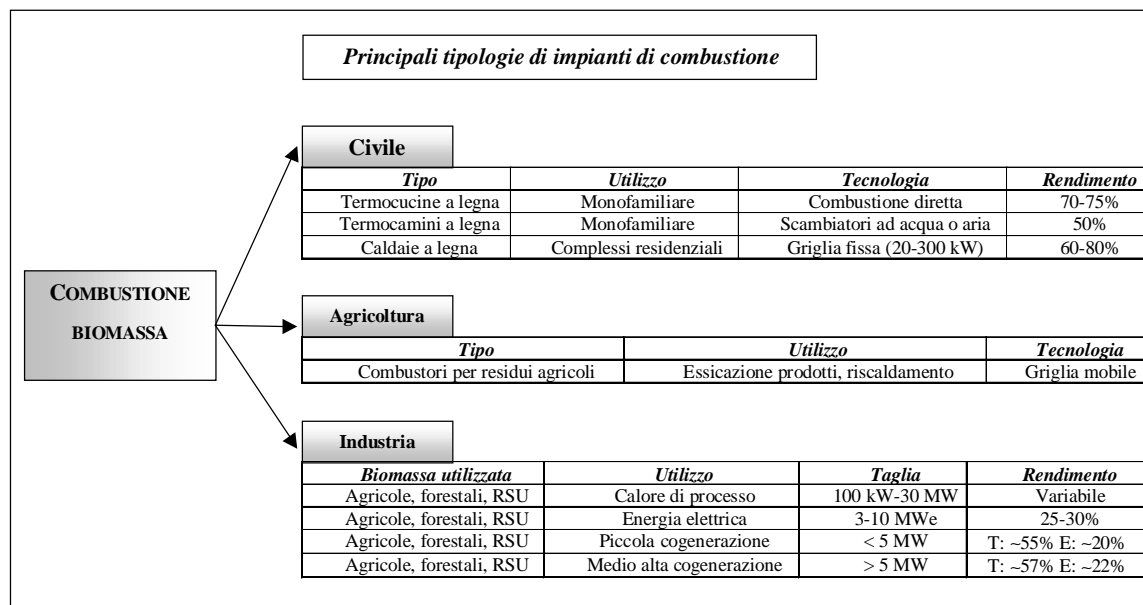 Principali tipologie di impianti di combustione
Civile
Tipo Utilizzo Tecnologia Rendimento
Termocucine a legna Monofamiliare Combustione diretta 70-75%
Termocamini a legna Monofamiliare Scambiatori ad acqua o aria 50%
Caldaie a legna Complessi residenziali Griglia fissa (20-300 kW) 60-80%
COMBUSTIONE
BIOMASSA
Agricoltura
Tipo Utilizzo Tecnologia
Combustori per residui agricoli Essicazione prodotti, riscaldamento Griglia mobile
Industria
Biomassa utilizzata Utilizzo Taglia Rendimento
Agricole, forestali, RSU Calore di processo 100 kW-30 MW Variabile
Agricole, forestali, RSU Energia elettrica 3-10 MWe 25-30%
Agricole, forestali, RSU Piccola cogenerazione < 5 MW T: ~55% E: ~20%
Agricole, forestali, RSU Medio alta cogenerazione > 5 MW T: ~57% E: ~22%